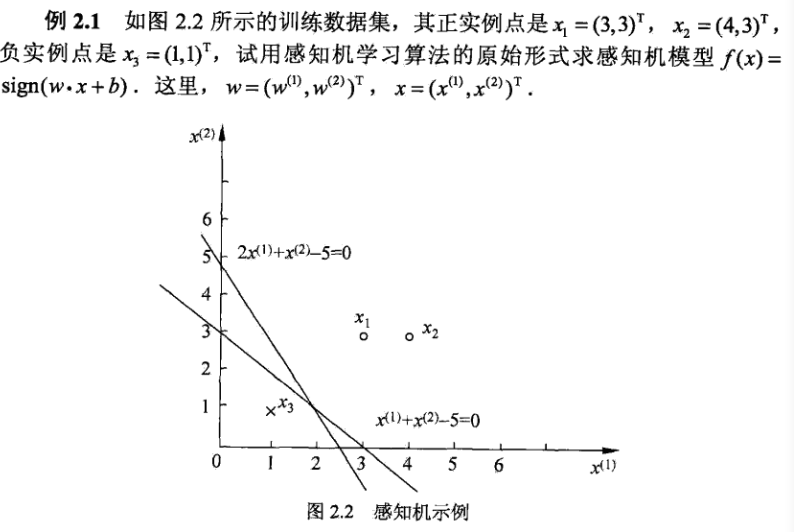 例 2.1 如图 2.2 所示的训练数据集，其正实例点是 x₁ = (3,3)ᵀ， x₂ = (4,3)ᵀ，
负实例点是 x₃ = (1,1)ᵀ，试用感知机学习算法的原始形式求感知机模型 f(x) =
sign(w·x + b)．这里， w = (w⁽¹⁾, w⁽²⁾)ᵀ， x = (x⁽¹⁾, x⁽²⁾)ᵀ．
x⁽²⁾
6
5
2x⁽¹⁾+x⁽²⁾–5=0
4
3
x₁
x₂
2
1
x₃
x⁽¹⁾+x⁽²⁾–5=0
0 1 2 3 4 5 6 x⁽¹⁾
图 2.2 感知机示例